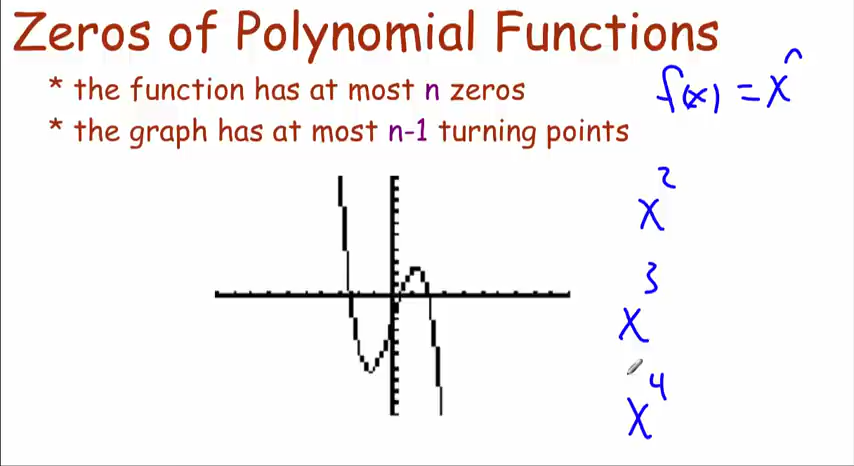 Zeros of Polynomial Functions
* the function has at most n zeros
* the graph has at most n-1 turning points
f(x) = xⁿ
x²
x³
x⁴